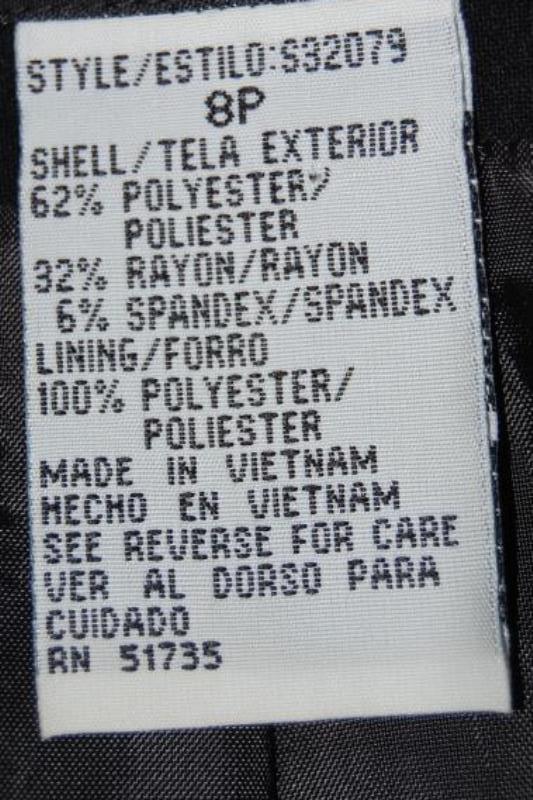 STYLE/ESTILO:S32079
8P
SHELL/TELA EXTERIOR
62% POLYESTER/
POLIESTER
32% RAYON/RAYON
6% SPANDEX/SPANDEX
LINING/FORRO
100% POLYESTER/
POLIESTER
MADE IN VIETNAM
HECHO EN VIETNAM
SEE REVERSE FOR CARE
VER AL DORSO PARA
CUIDADO
RN 51735